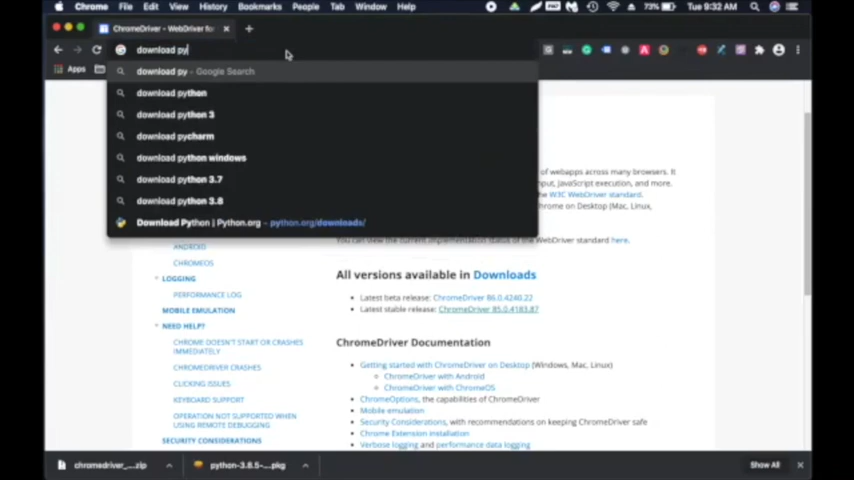 Chrome File Edit View History Bookmarks People Tab Window Help 73% Tue 9:32 AM
ChromeDriver - WebDriver for
download py
Apps
download py - Google Search
download python
download python 3
download pycharm
download python windows
download python 3.7
download python 3.8
Download Python | Python.org – python.org/downloads/
of webapps across many browsers. It
nput, JavaScript execution, and more.
the W3C WebDriver standard.
hrome on Desktop (Mac, Linux,
You can view the current implementation status of the WebDriver standard here.
ANDROID
CHROMEOS
LOGGING
PERFORMANCE LOG
MOBILE EMULATION
NEED HELP?
CHROME DOESN'T START OR CRASHES
IMMEDIATELY
CHROMEDRIVER CRASHES
CLICKING ISSUES
KEYBOARD SUPPORT
OPERATION NOT SUPPORTED WHEN
USING REMOTE DEBUGGING
SECURITY CONSIDERATIONS
All versions available in Downloads
Latest beta release: ChromeDriver 86.0.4240.22
Latest stable release: ChromeDriver 85.0.4183.87
ChromeDriver Documentation
Getting started with ChromeDriver on Desktop (Windows, Mac, Linux)
ChromeDriver with Android
ChromeDriver with ChromeOS
ChromeOptions, the capabilities of ChromeDriver
Mobile emulation
Security Considerations, with recommendations on keeping ChromeDriver safe
Chrome Extension installation
Verbose logging and performance data logging
chromedriver_....zip
python-3.8.5-....pkg
Show All